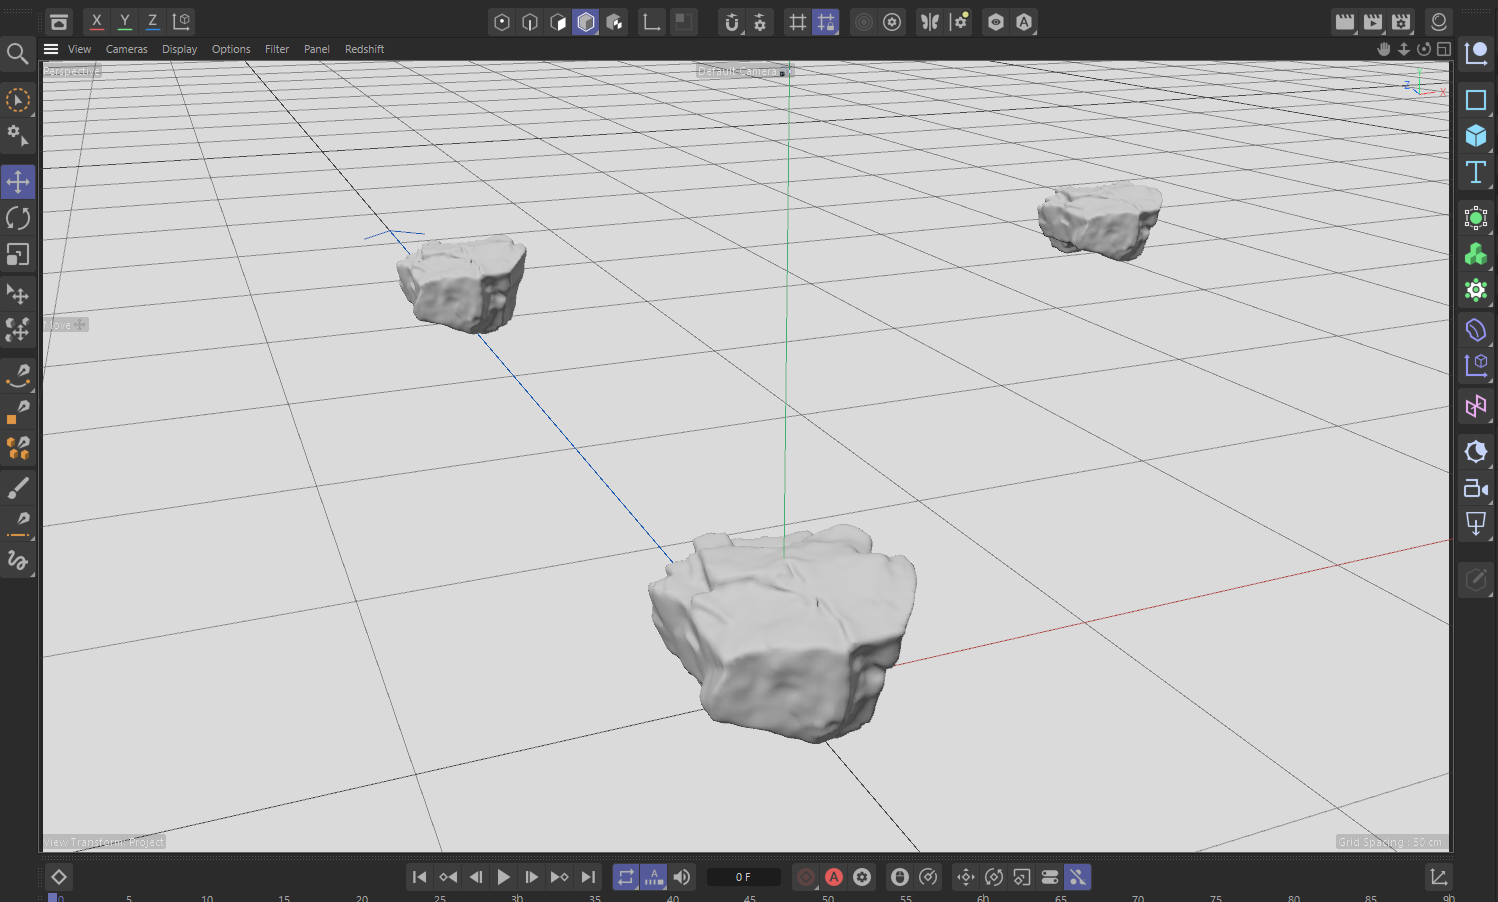 X Y Z
View Cameras Display Options Filter Panel Redshift
Perspective
Default Camera
Y
Z
X
Move
View Transform: Project
Grid Spacing : 50 cm
A
0 F
A
0 5 10 15 20 25 30 35 40 45 50 55 60 65 70 75 80 85 90